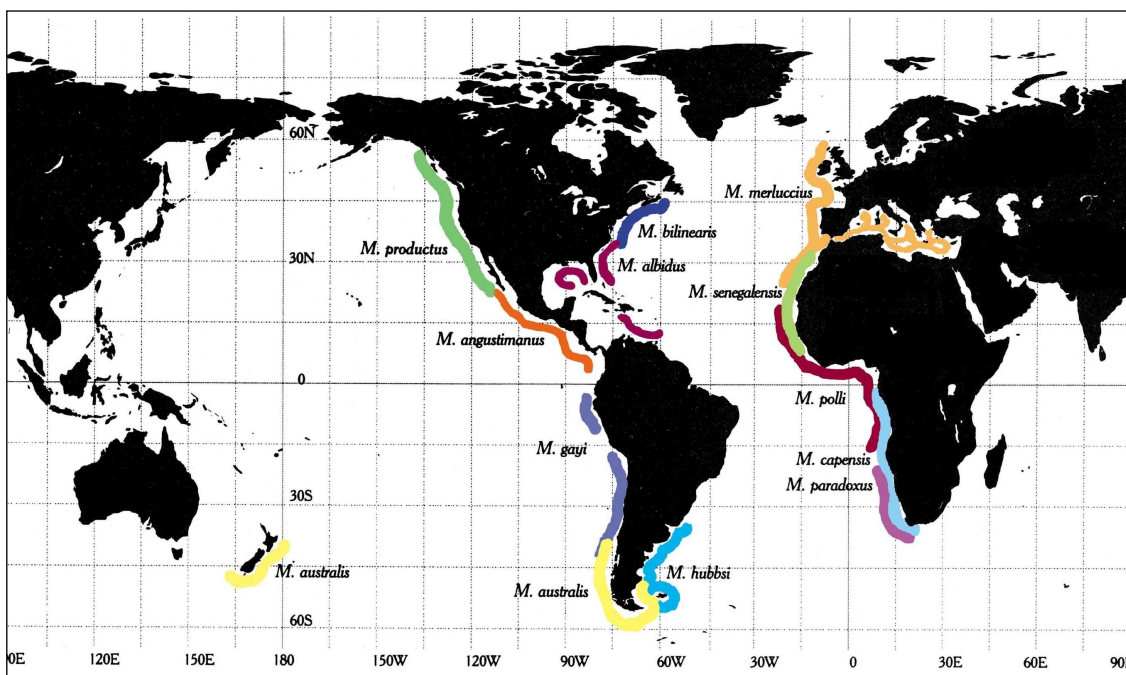 60N
M. merluccius
M. bilinearis
M. productus
M. albidus
30N
M. senegalensis
M. angustimanus
0
M. polli
M. gayi
M. capensis
M. paradoxus
30S
M. australis
M. australis
M. hubbsi
60S
0E 120E 150E 180 150W 120W 90W 60W 30W 0 30E 60E 90E